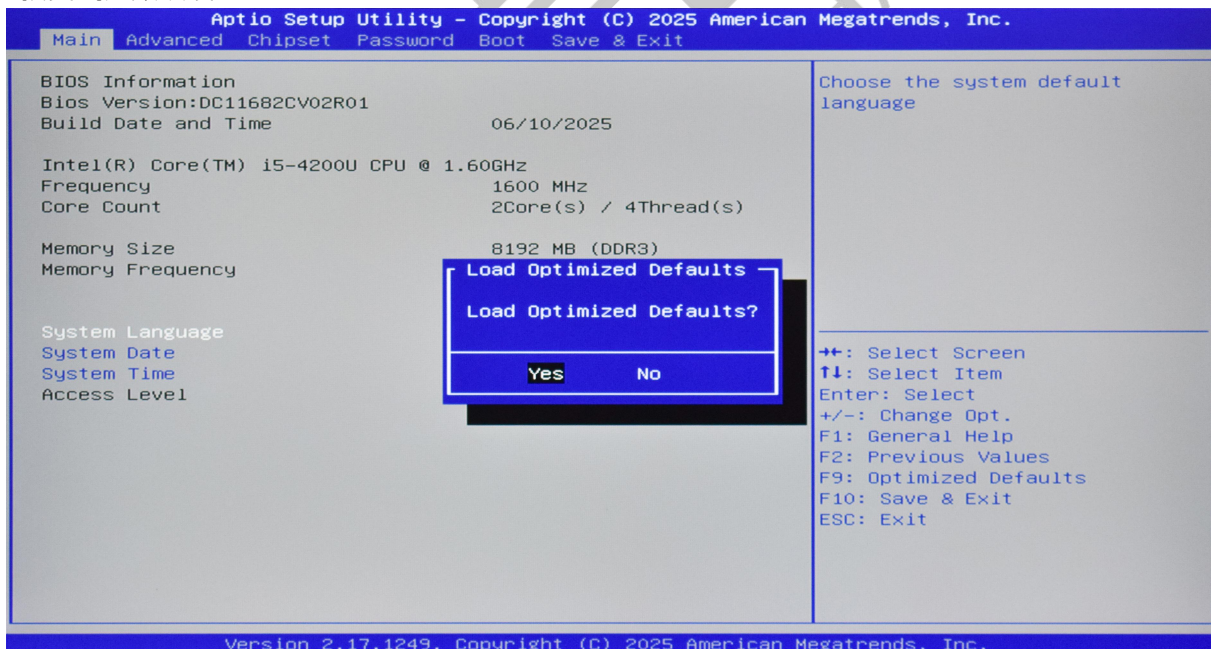 Aptio Setup Utility – Copyright (C) 2025 American Megatrends, Inc.
Main Advanced Chipset Password Boot Save & Exit
BIOS Information
Bios Version:DC11682CV02R01
Build Date and Time 06/10/2025
Intel(R) Core(TM) i5-4200U CPU @ 1.60GHz
Frequency 1600 MHz
Core Count 2Core(s) / 4Thread(s)
Memory Size 8192 MB (DDR3)
Memory Frequency
System Language
System Date
System Time
Access Level
Load Optimized Defaults
Load Optimized Defaults?
Yes No
Choose the system default
language
→←: Select Screen
↑↓: Select Item
Enter: Select
+/-: Change Opt.
F1: General Help
F2: Previous Values
F9: Optimized Defaults
F10: Save & Exit
ESC: Exit
Version 2.17.1249. Copyright (C) 2025 American Megatrends, Inc.